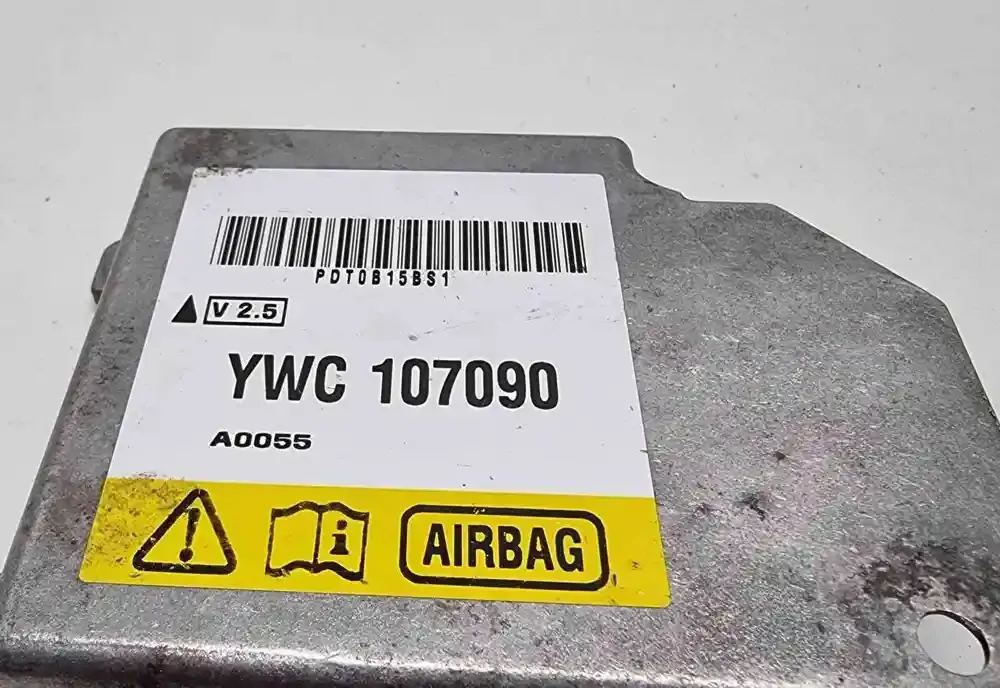 PDT0B15BS1
V 2.5
YWC 107090
A0055
AIRBAG